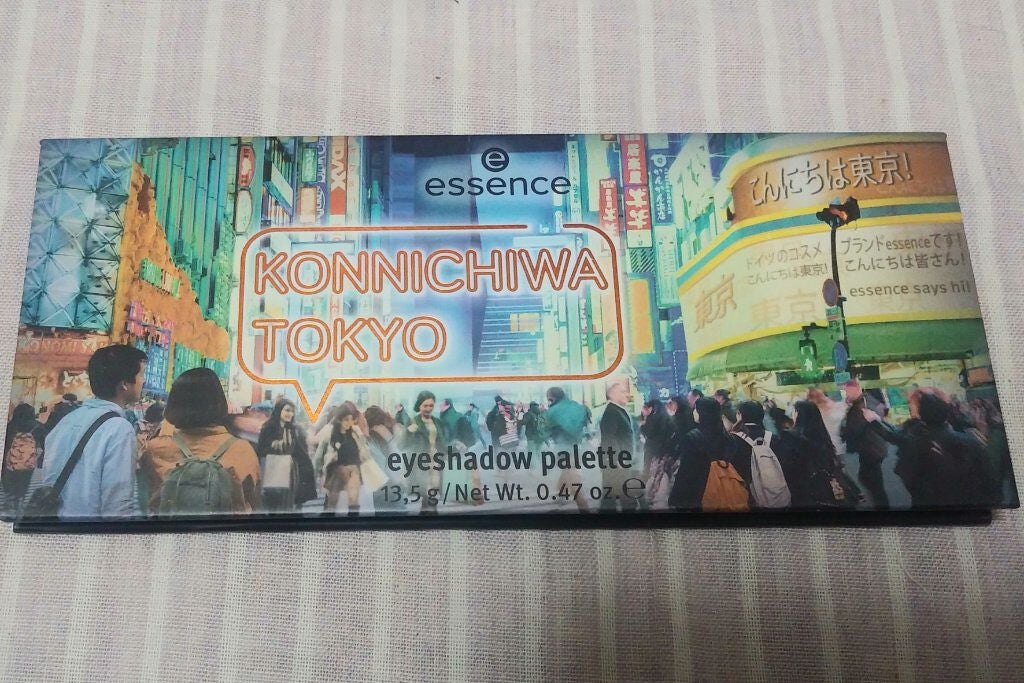 e
essence
KONNICHIWA
TOKYO
eyeshadow palette
13,5 g/Net Wt. 0.47 oz. ℮
こんにちは東京!
ドイツのコスメ
ブランドessenceです!
こんにちは東京!
こんにちは皆さん!
essence says hi!
東京
東京
居酒屋